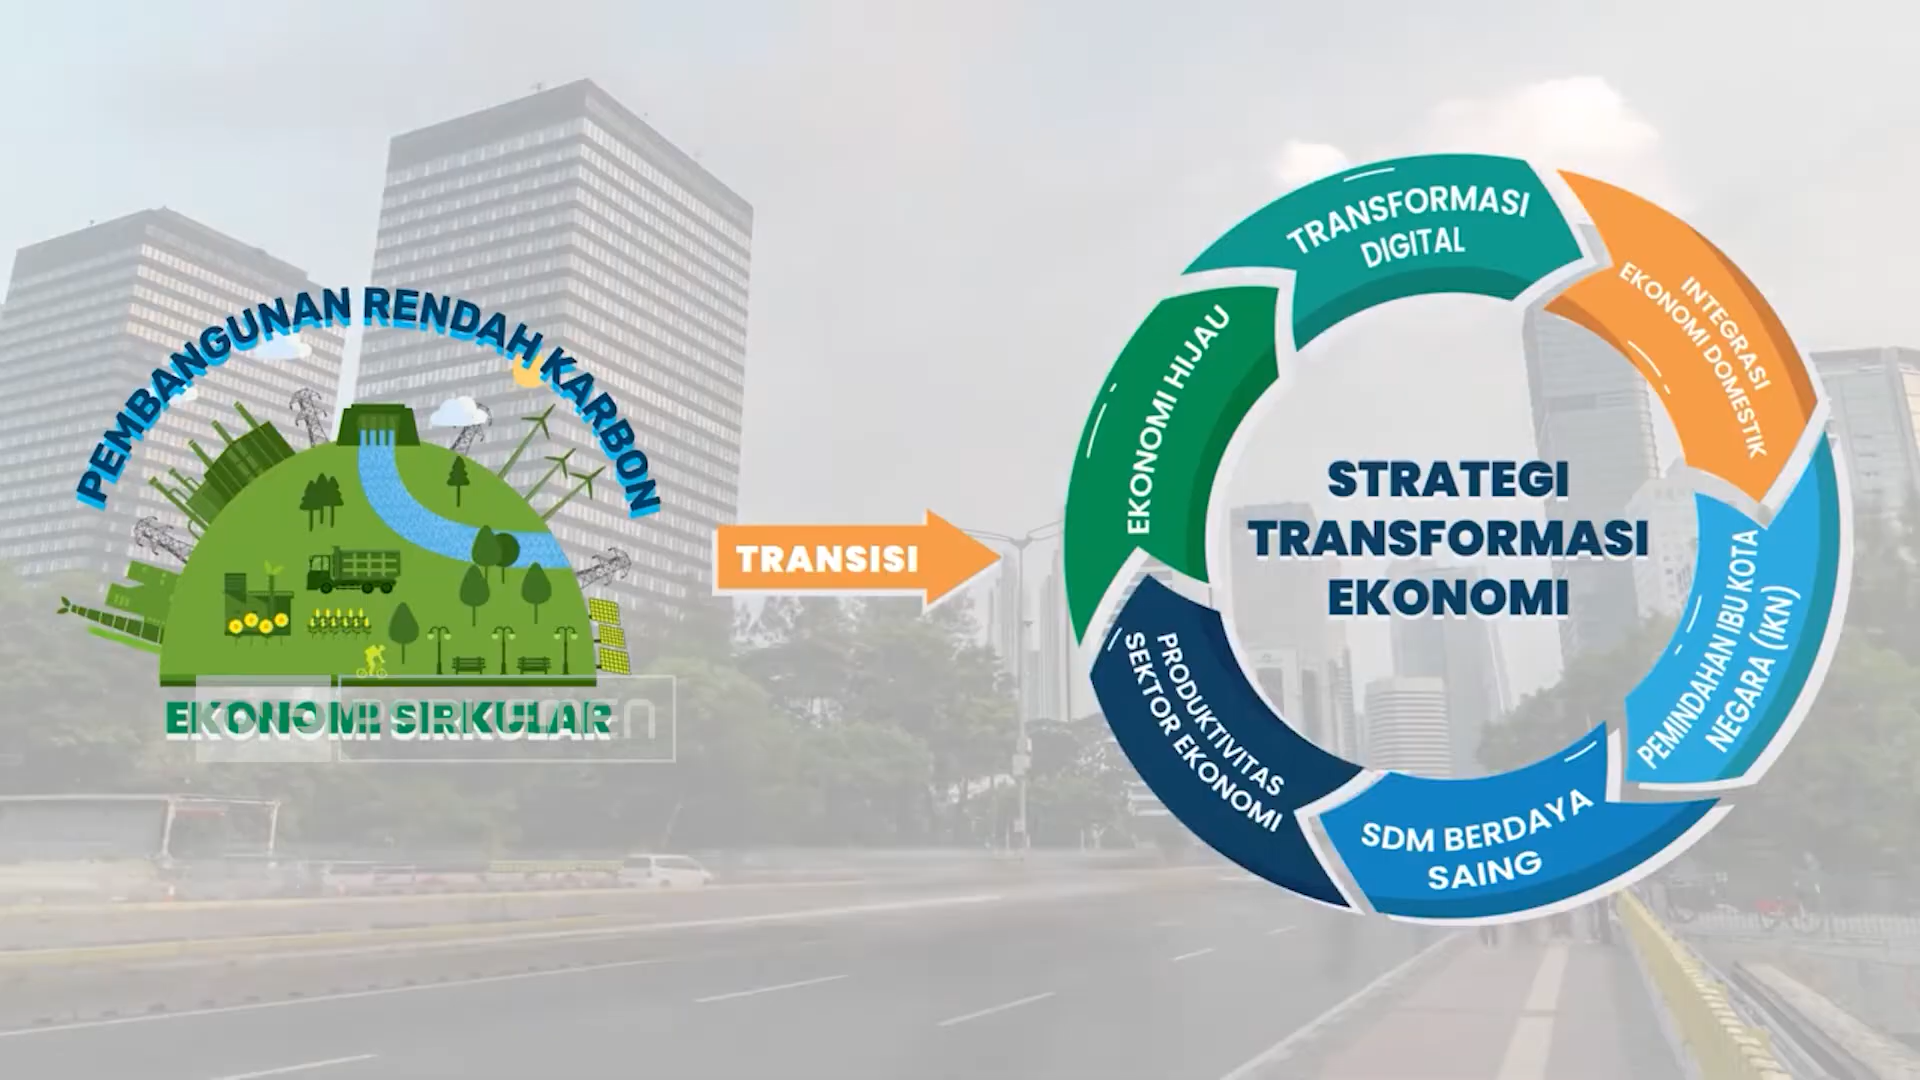 PEMBANGUNAN RENDAH KARBON
EKONOMI SIRKULAR
TRANSISI
STRATEGI
TRANSFORMASI
EKONOMI
TRANSFORMASI
DIGITAL
INTEGRASI
EKONOMI DOMESTIK
PEMINDAHAN IBU KOTA
NEGARA (IKN)
SDM BERDAYA
SAING
PRODUKTIVITAS
SEKTOR EKONOMI
EKONOMI HIJAU